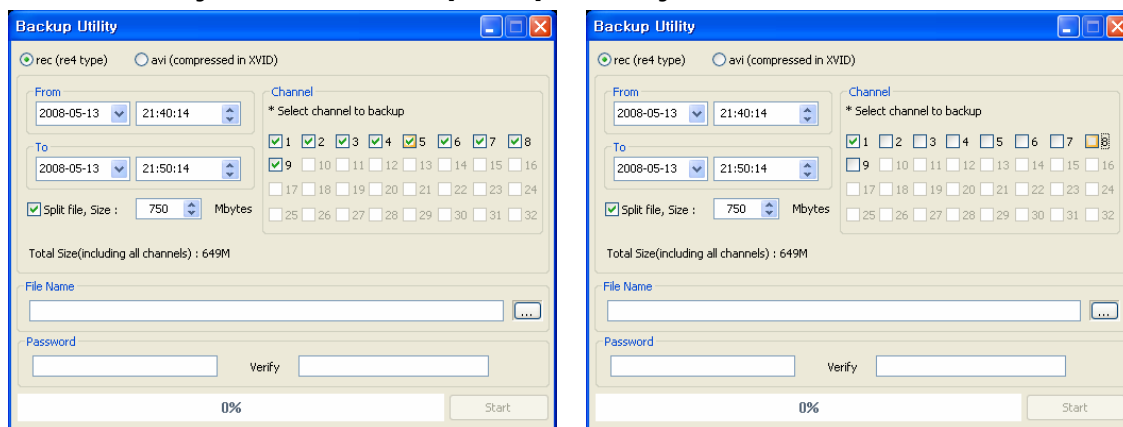 Backup Utility
rec (re4 type) avi (compressed in XVID)
From
2008-05-13 21:40:14
To
2008-05-13 21:50:14
Split file, Size : 750 Mbytes
Channel
* Select channel to backup
1 2 3 4 5 6 7 8
9 10 11 12 13 14 15 16
17 18 19 20 21 22 23 24
25 26 27 28 29 30 31 32
Total Size(including all channels) : 649M
File Name
...
Password
Verify
0% Start
Backup Utility
rec (re4 type) avi (compressed in XVID)
From
2008-05-13 21:40:14
To
2008-05-13 21:50:14
Split file, Size : 750 Mbytes
Channel
* Select channel to backup
1 2 3 4 5 6 7 8
9 10 11 12 13 14 15 16
17 18 19 20 21 22 23 24
25 26 27 28 29 30 31 32
Total Size(including all channels) : 649M
File Name
...
Password
Verify
0% Start